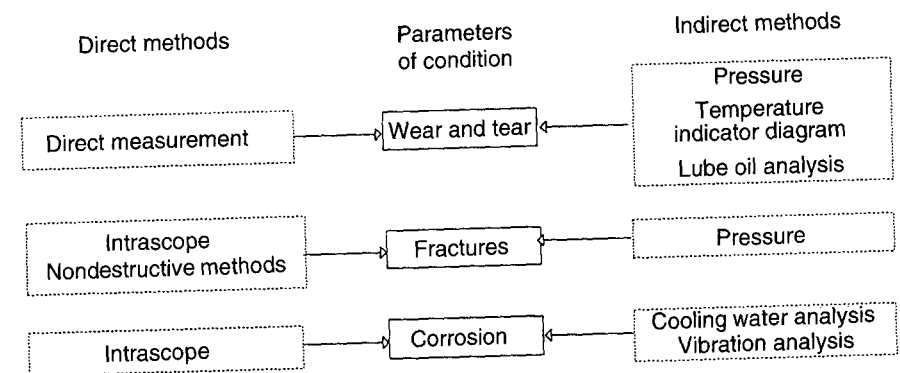 Direct methods
Parameters
of condition
Indirect methods
Direct measurement
Wear and tear
Pressure
Temperature
indicator diagram
Lube oil analysis
Intrascope
Nondestructive methods
Fractures
Pressure
Intrascope
Corrosion
Cooling water analysis
Vibration analysis